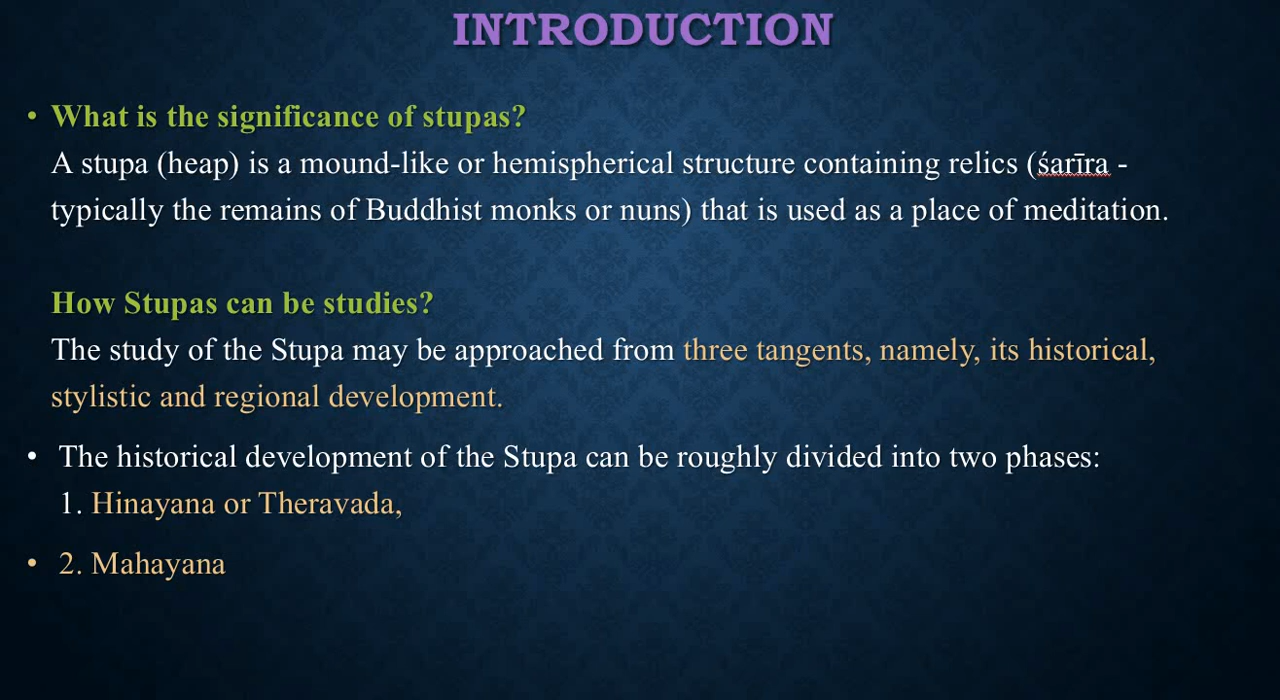 INTRODUCTION
• What is the significance of stupas?
A stupa (heap) is a mound-like or hemispherical structure containing relics (śarīra -
typically the remains of Buddhist monks or nuns) that is used as a place of meditation.
How Stupas can be studies?
The study of the Stupa may be approached from three tangents, namely, its historical,
stylistic and regional development.
• The historical development of the Stupa can be roughly divided into two phases:
1. Hinayana or Theravada,
• 2. Mahayana